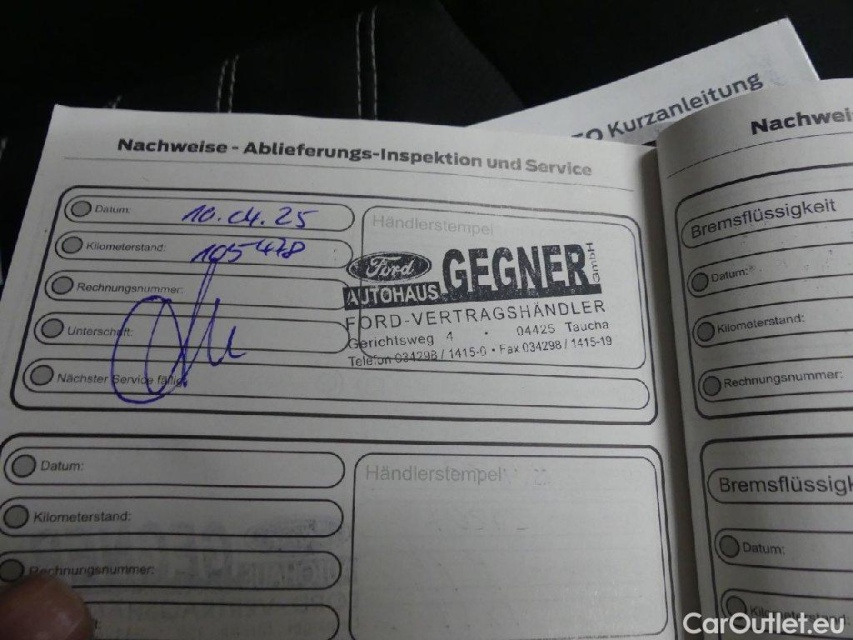 FO Kurzanleitung
Nachweise - Ablieferungs-Inspektion und Service
Datum: 10.04.25
Kilometerstand: 105478
Rechnungsnummer:
Unterschrift:
Nächster Service fällig:
Händlerstempel
Ford GEGNER GmbH
AUTOHAUS
FORD-VERTRAGSHÄNDLER
Gerichtsweg 4 • 04425 Taucha
Telefon 034298 / 1415-0 • Fax 034298 / 1415-19
Datum:
Kilometerstand:
Rechnungsnummer:
Händlerstempel
Nachwei
Bremsflüssigkeit
Datum:
Kilometerstand:
Rechnungsnummer:
Bremsflüssigk
Datum:
Kilometerstand:
CarOutlet.eu